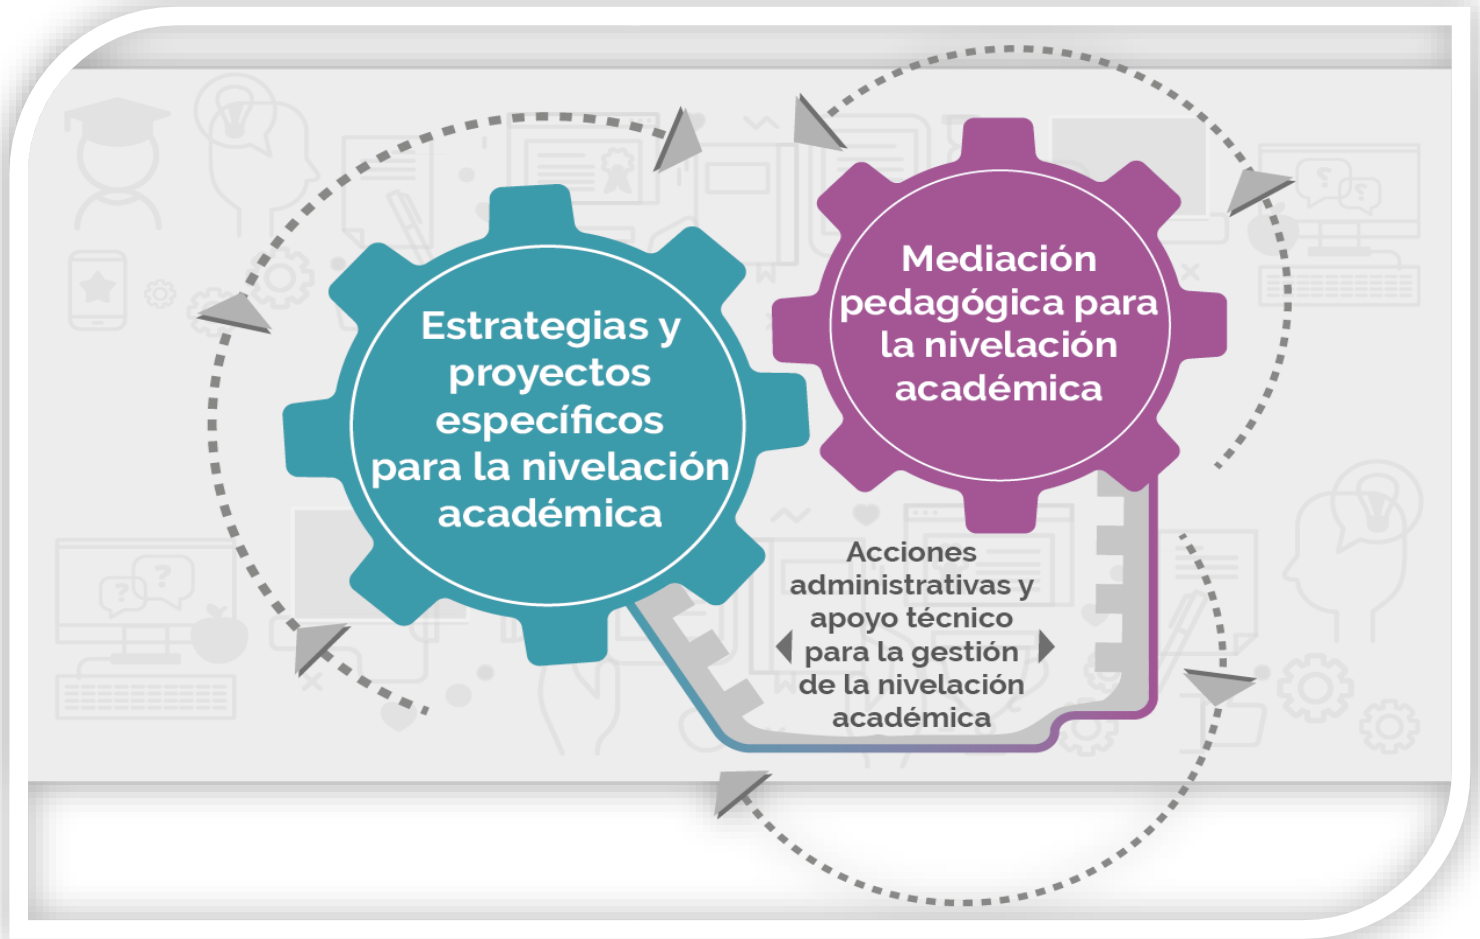 Estrategias y
proyectos
específicos
para la nivelación
académica
Mediación
pedagógica para
la nivelación
académica
Acciones
administrativas y
apoyo técnico
para la gestión
de la nivelación
académica
? ?
? ?